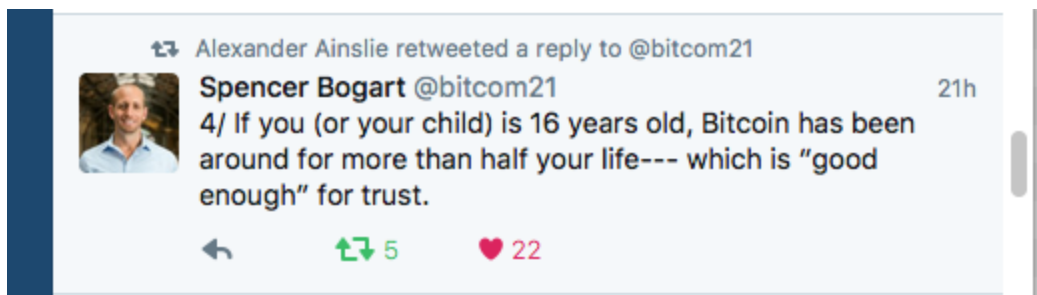 Alexander Ainslie retweeted a reply to @bitcom21
Spencer Bogart @bitcom21 21h
4/ If you (or your child) is 16 years old, Bitcoin has been
around for more than half your life--- which is “good
enough” for trust.
5 22